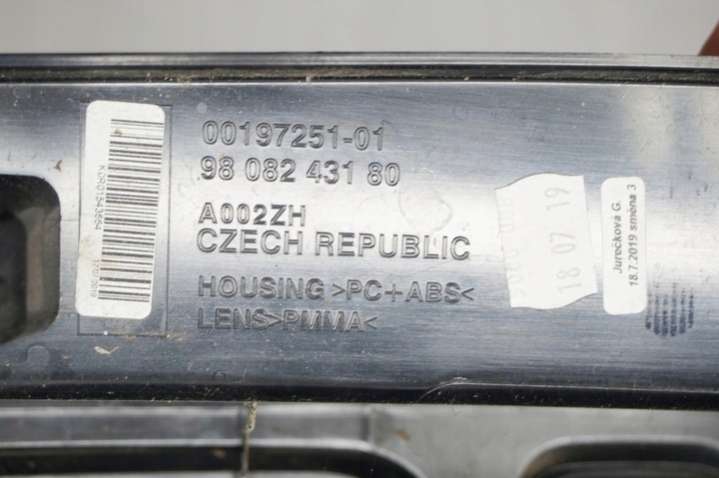 00197251-01
98 082 431 80
A002ZH
CZECH REPUBLIC
HOUSING >PC+ABS<
LENS>PMMA<
18 07 19
Jurečková G.
18.7.2019 směna 3